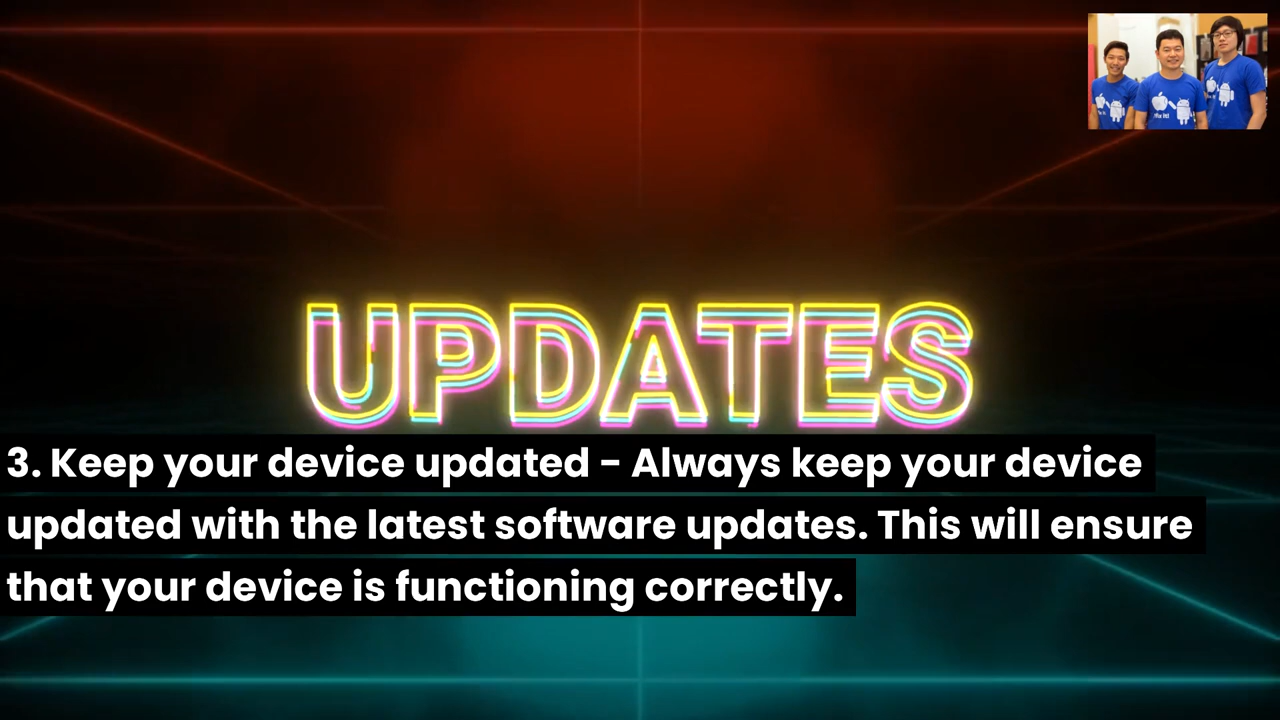 UPDATES
3. Keep your device updated - Always keep your device
updated with the latest software updates. This will ensure
that your device is functioning correctly.